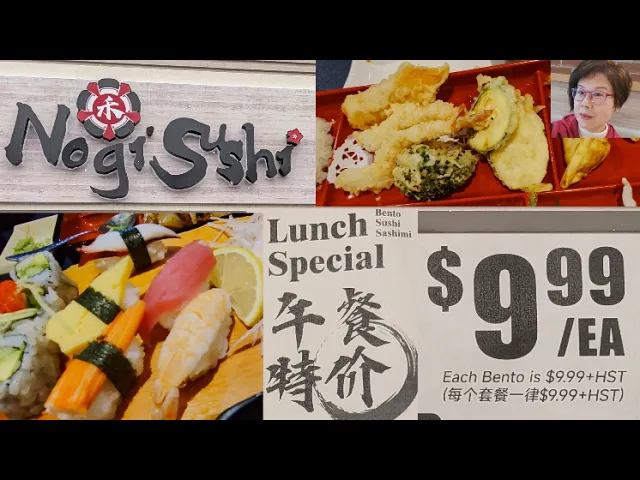 禾
Nogi Sushi
Lunch
Special
Bento
Sushi
Sashimi
午餐
特价
$9.99
/EA
Each Bento is $9.99+HST
(每个套餐一律$9.99+HST)